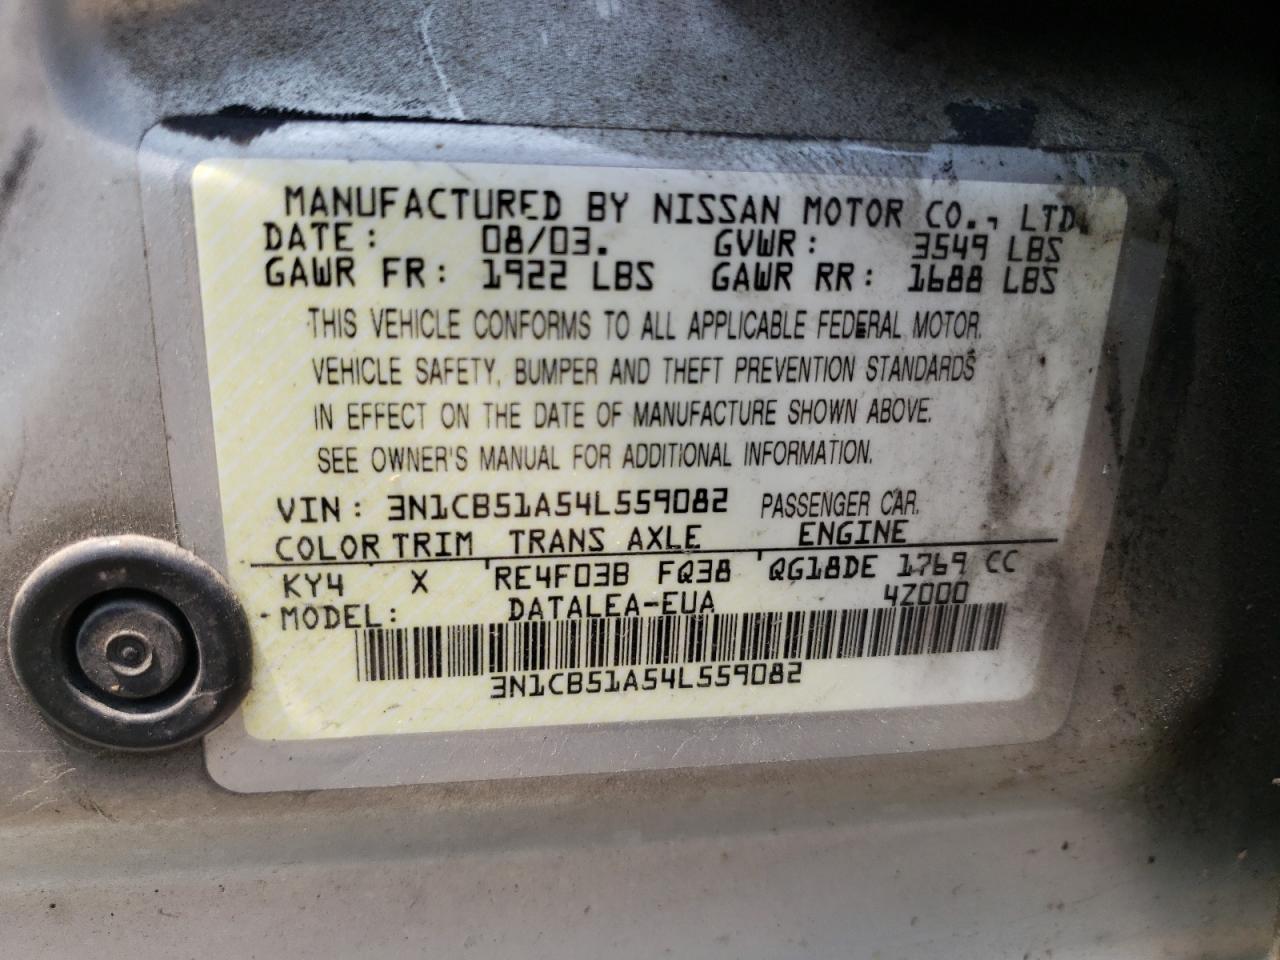 MANUFACTURED BY NISSAN MOTOR CO., LTD.
DATE: 08/03. GVWR: 3549 LBS
GAWR FR: 1922 LBS GAWR RR: 1688 LBS
THIS VEHICLE CONFORMS TO ALL APPLICABLE FEDERAL MOTOR
VEHICLE SAFETY, BUMPER AND THEFT PREVENTION STANDARDS
IN EFFECT ON THE DATE OF MANUFACTURE SHOWN ABOVE.
SEE OWNER'S MANUAL FOR ADDITIONAL INFORMATION.
VIN: 3N1CB51A54L559082 PASSENGER CAR.
COLOR TRIM TRANS AXLE ENGINE
KY4 X RE4F03B FQ38 QG18DE 1769 CC
MODEL: DATALEA-EUA 4Z000
3N1CB51A54L559082